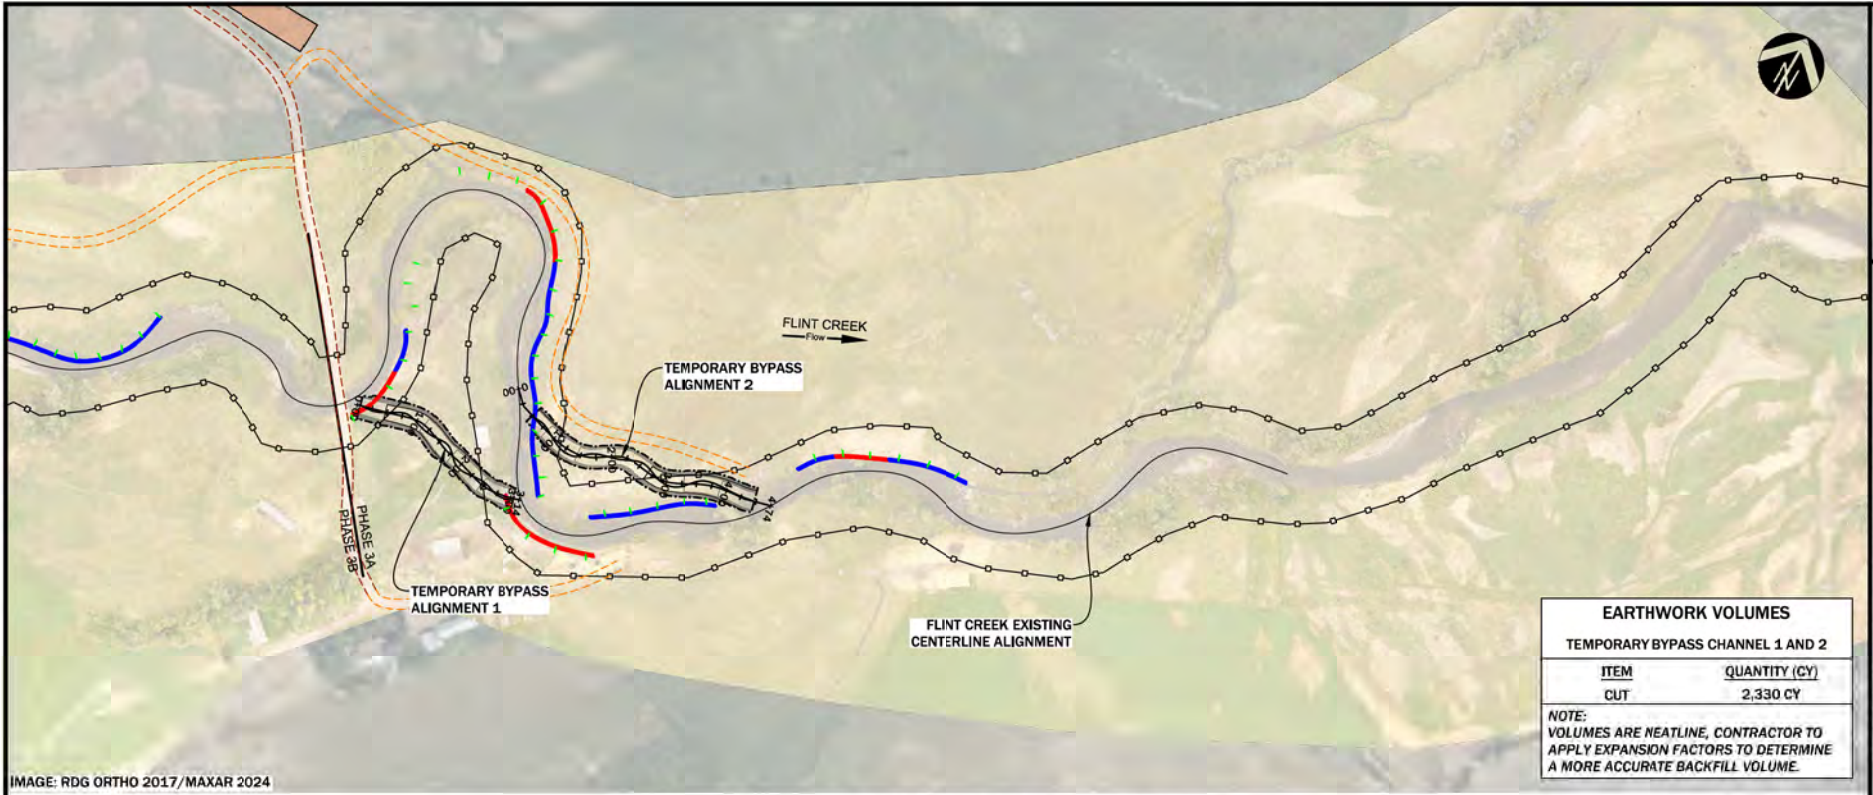 FLINT CREEK
Flow
TEMPORARY BYPASS
ALIGNMENT 2
PHASE 3A
PHASE 3B
4+74
TEMPORARY BYPASS
ALIGNMENT 1
FLINT CREEK EXISTING
CENTERLINE ALIGNMENT
EARTHWORK VOLUMES
TEMPORARY BYPASS CHANNEL 1 AND 2
ITEM QUANTITY (CY)
CUT 2,330 CY
NOTE:
VOLUMES ARE NEATLINE, CONTRACTOR TO
APPLY EXPANSION FACTORS TO DETERMINE
A MORE ACCURATE BACKFILL VOLUME.
IMAGE: RDG ORTHO 2017/MAXAR 2024